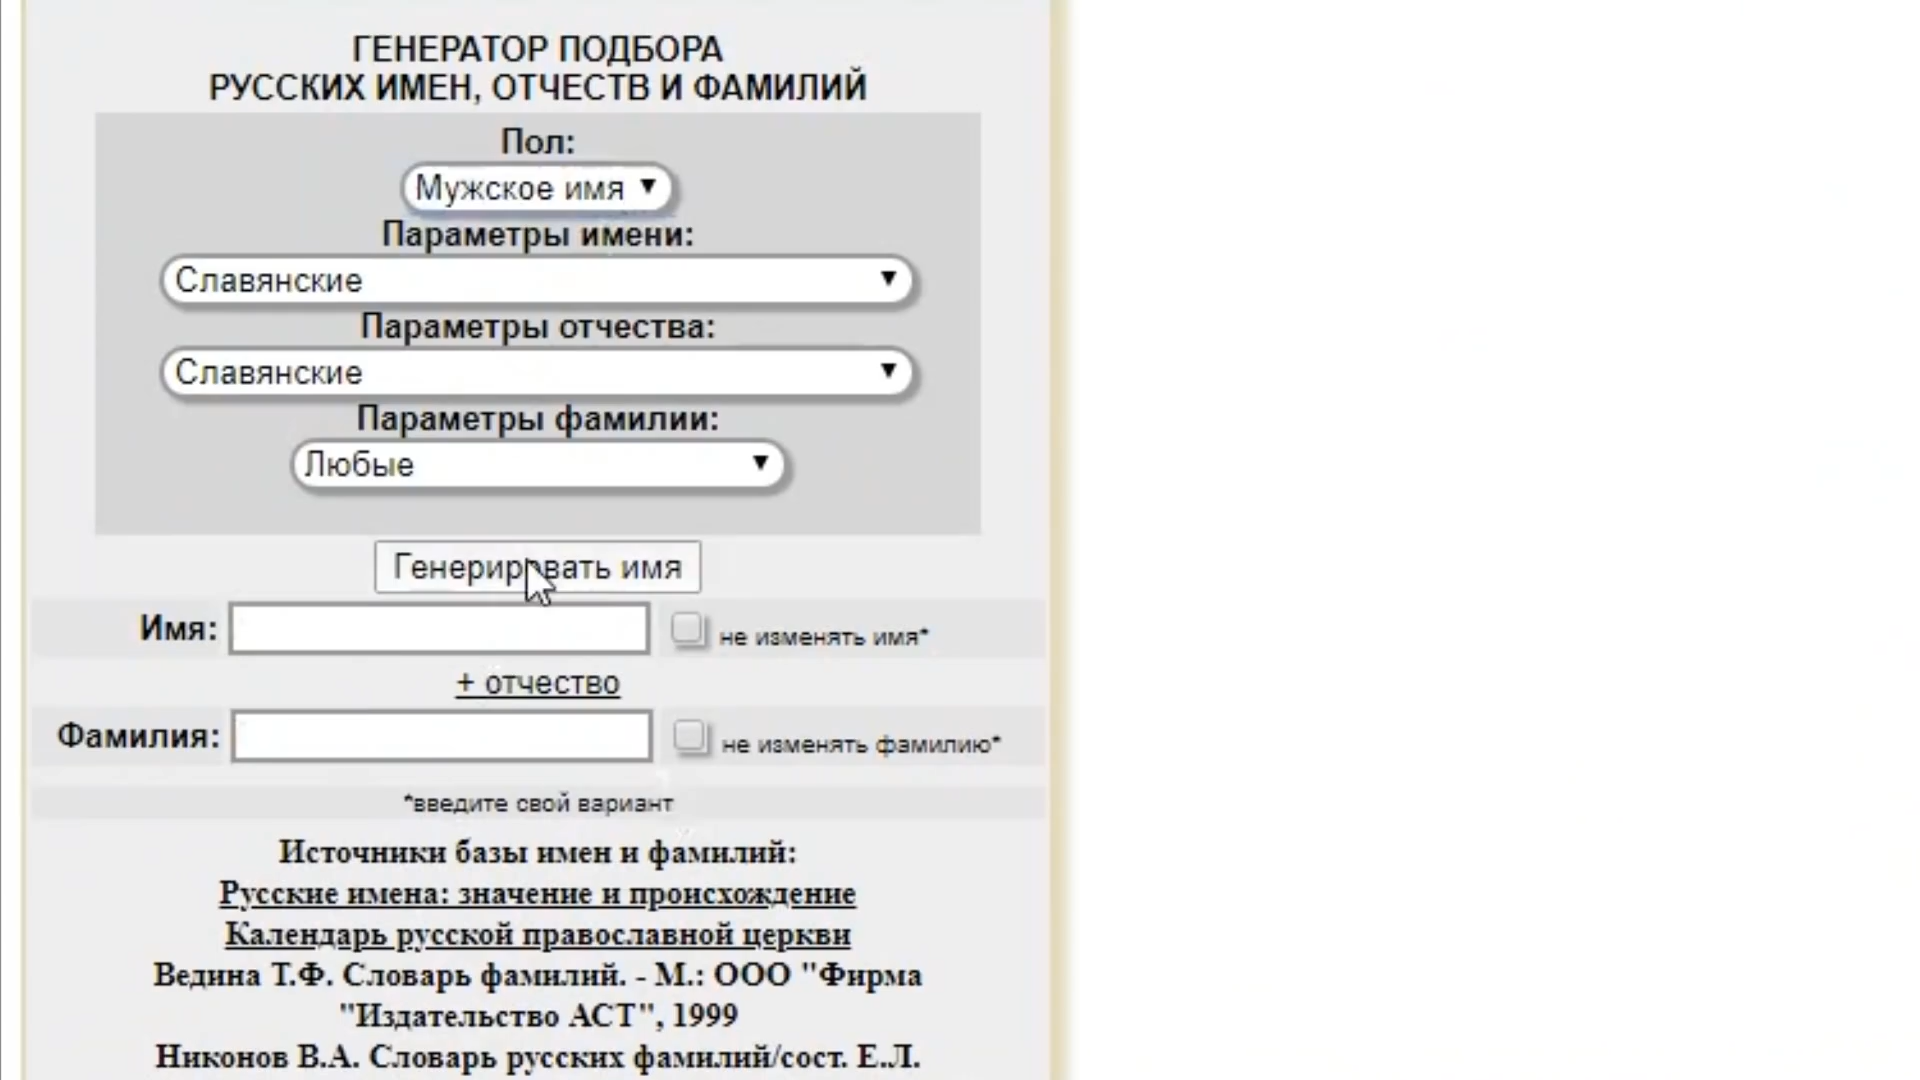 ГЕНЕРАТОР ПОДБОРА
РУССКИХ ИМЕН, ОТЧЕСТВ И ФАМИЛИЙ
Пол:
Мужское имя
Параметры имени:
Славянские
Параметры отчества:
Славянские
Параметры фамилии:
Любые
Генерировать имя
Имя: не изменять имя*
+ отчество
Фамилия: не изменять фамилию*
*введите свой вариант
Источники базы имен и фамилий:
Русские имена: значение и происхождение
Календарь русской православной церкви
Ведина Т.Ф. Словарь фамилий. - М.: ООО "Фирма
"Издательство АСТ", 1999
Никонов В.А. Словарь русских фамилий/сост. Е.Л.